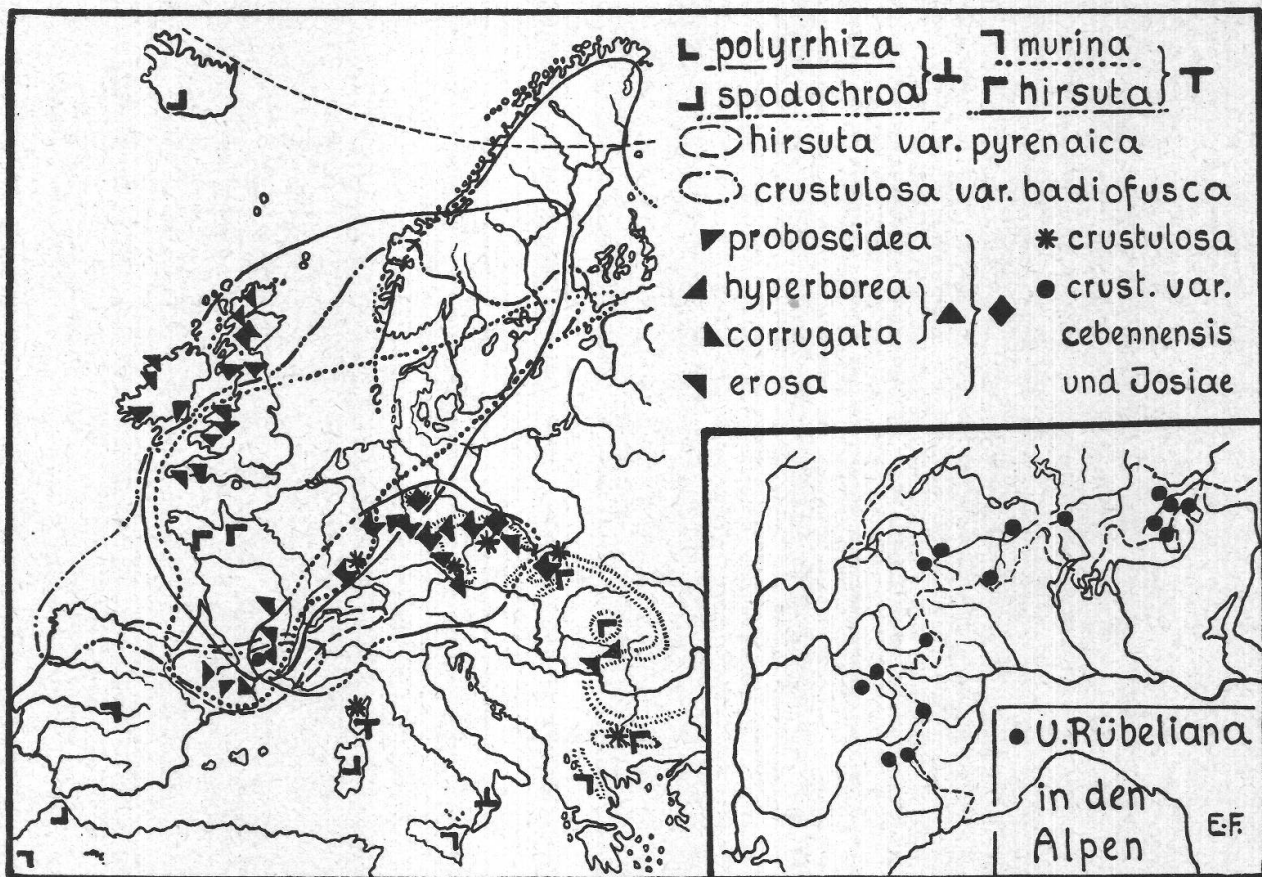 polyrrhiza
murina
spodochroa
hirsuta
hirsuta var. pyrenaica
crustulosa var. badiofusca
proboscidea
hyperborea
corrugata
erosa
crustulosa
crust. var.
cebennensis
und Josiae
U. Rübeliana
in den
Alpen
E.F.